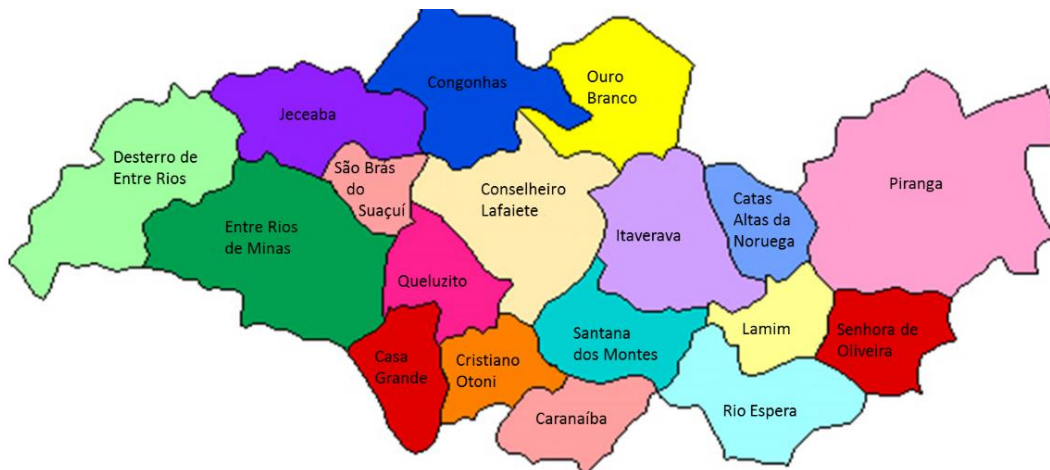 Congonhas
Ouro
Branco
Jeceaba
Desterro de
Entre Rios
São Brás
do
Suaçuí
Conselheiro
Lafaiete
Piranga
Catas
Altas da
Noruega
Entre Rios
de Minas
Itaverava
Queluzito
Santana
dos Montes
Lamim
Senhora de
Oliveira
Casa
Grande
Cristiano
Otoni
Caranaíba
Rio Espera